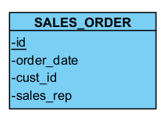 SALES_ORDER
-id
-order_date
-cust_id
-sales_rep